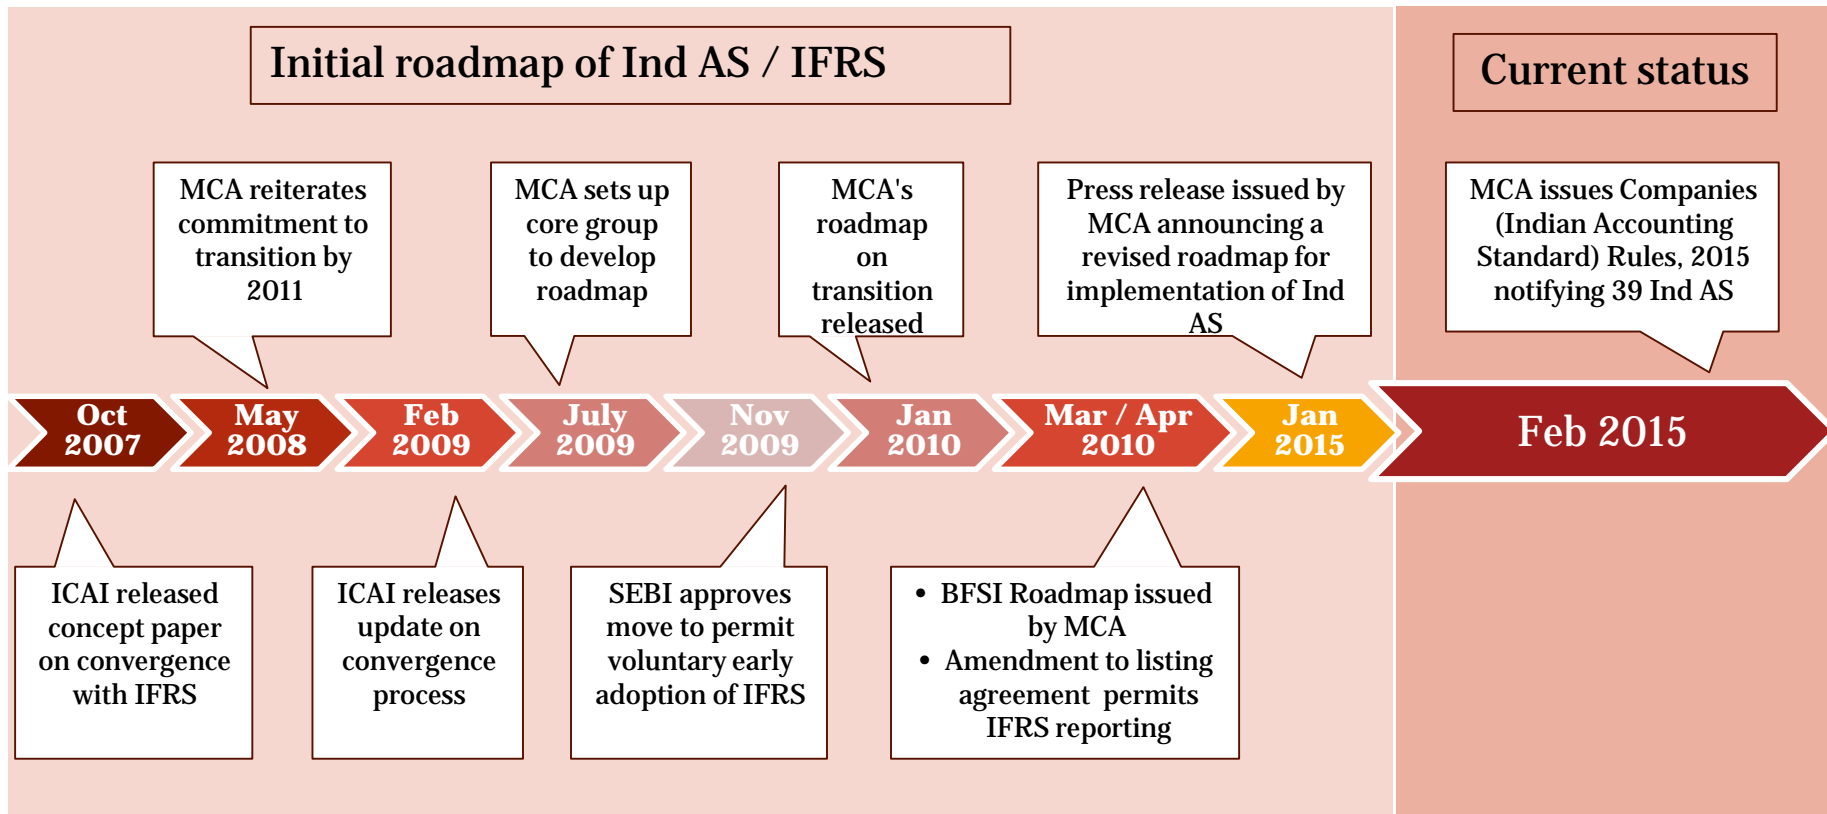 Initial roadmap of Ind AS / IFRS
Current status
MCA reiterates
commitment to
transition by
2011
MCA sets up
core group
to develop
roadmap
MCA's
roadmap
on
transition
released
Press release issued by
MCA announcing a
revised roadmap for
implementation of Ind
AS
MCA issues Companies
(Indian Accounting
Standard) Rules, 2015
notifying 39 Ind AS
Oct
2007
May
2008
Feb
2009
July
2009
Nov
2009
Jan
2010
Mar / Apr
2010
Jan
2015
Feb 2015
ICAI released
concept paper
on convergence
with IFRS
ICAI releases
update on
convergence
process
SEBI approves
move to permit
voluntary early
adoption of IFRS
• BFSI Roadmap issued
by MCA
• Amendment to listing
agreement permits
IFRS reporting